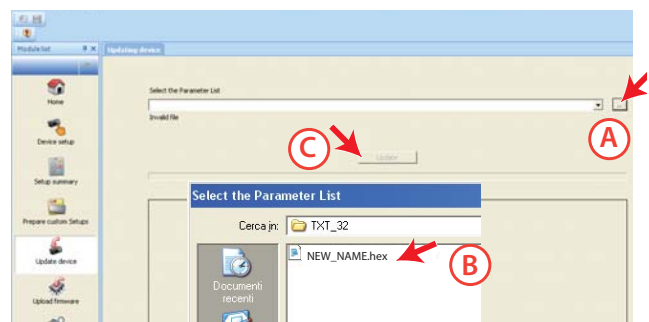 Module list
Updating device
Select the Parameter List
Invalid file
Home
Device setup
Setup summary
Prepare custom Setups
Update device
Upload firmware
...
A
C
Update
Select the Parameter List
Cerca jn:
TXT_32
NEW_NAME.hex
B
Documenti
recenti